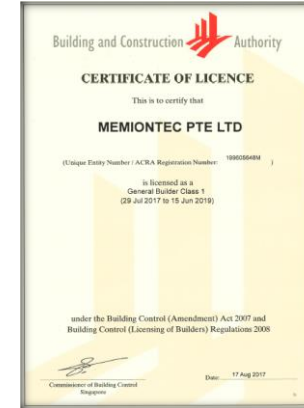 Building and Construction Authority
CERTIFICATE OF LICENCE
This is to certify that
MEMIONTEC PTE LTD
(Unique Entity Number / ACRA Registration Number: )
is licensed as a
General Builder Class 1
(29 Jul 2017 to 15 Jun 2019)
under the Building Control (Amendment) Act 2007 and
Building Control (Licensing of Builders) Regulations 2008
Commissioner of Building Control
Singapore
Date: 17 Aug 2017